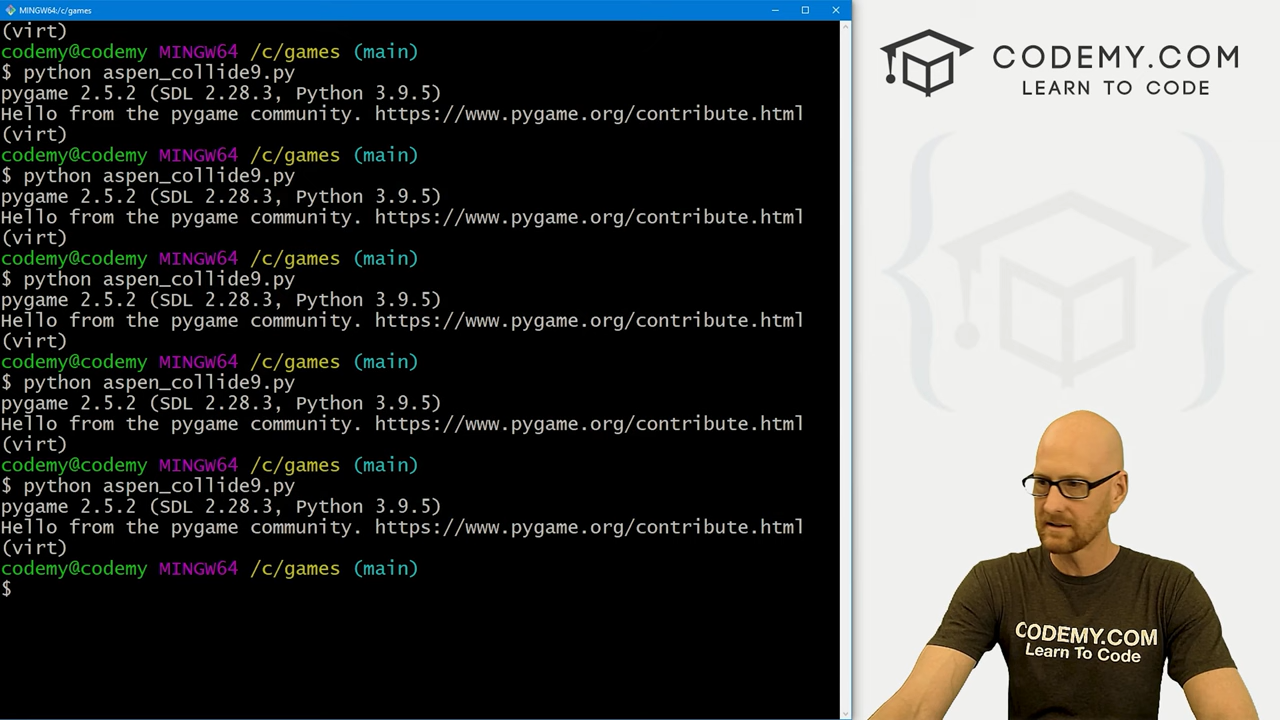 MINGW64:/c/games
(virt)
codemy@codemy MINGW64 /c/games (main)
$ python aspen_collide9.py
pygame 2.5.2 (SDL 2.28.3, Python 3.9.5)
Hello from the pygame community. https://www.pygame.org/contribute.html
(virt)
codemy@codemy MINGW64 /c/games (main)
$ python aspen_collide9.py
pygame 2.5.2 (SDL 2.28.3, Python 3.9.5)
Hello from the pygame community. https://www.pygame.org/contribute.html
(virt)
codemy@codemy MINGW64 /c/games (main)
$ python aspen_collide9.py
pygame 2.5.2 (SDL 2.28.3, Python 3.9.5)
Hello from the pygame community. https://www.pygame.org/contribute.html
(virt)
codemy@codemy MINGW64 /c/games (main)
$ python aspen_collide9.py
pygame 2.5.2 (SDL 2.28.3, Python 3.9.5)
Hello from the pygame community. https://www.pygame.org/contribute.html
(virt)
codemy@codemy MINGW64 /c/games (main)
$ python aspen_collide9.py
pygame 2.5.2 (SDL 2.28.3, Python 3.9.5)
Hello from the pygame community. https://www.pygame.org/contribute.html
(virt)
codemy@codemy MINGW64 /c/games (main)
$
CODEMY.COM
LEARN TO CODE
CODEMY.COM
Learn To Code